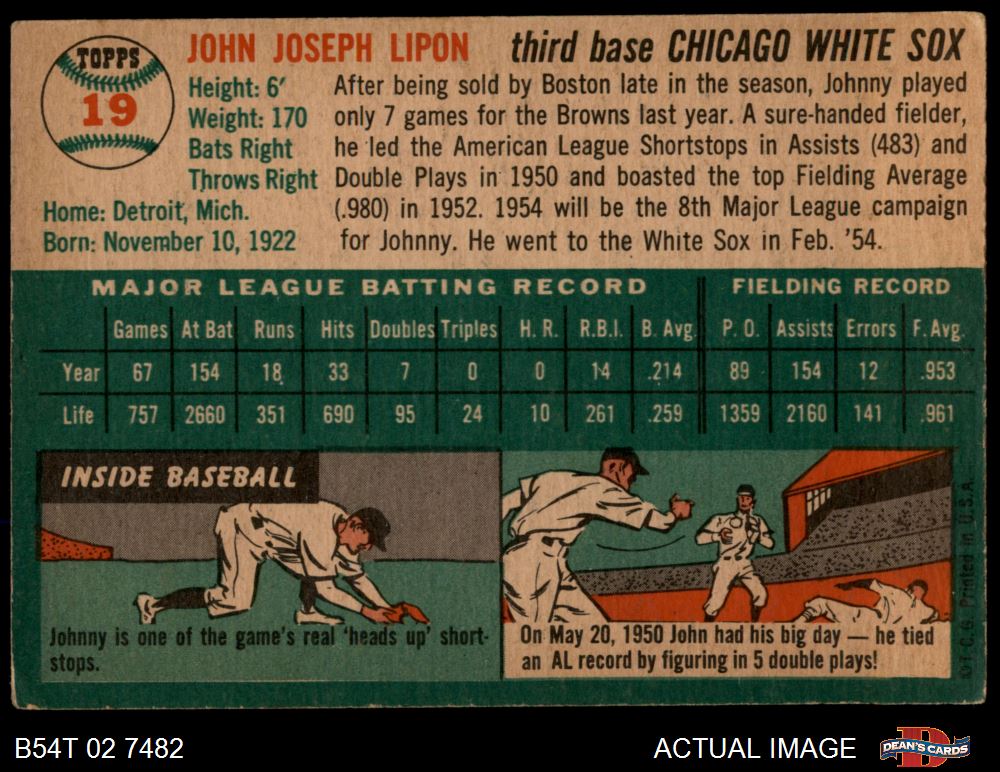 TOPPS
19
JOHN JOSEPH LIPON third base CHICAGO WHITE SOX
Height: 6'
Weight: 170
Bats Right
Throws Right
Home: Detroit, Mich.
Born: November 10, 1922
After being sold by Boston late in the season, Johnny played
only 7 games for the Browns last year. A sure-handed fielder,
he led the American League Shortstops in Assists (483) and
Double Plays in 1950 and boasted the top Fielding Average
(.980) in 1952. 1954 will be the 8th Major League campaign
for Johnny. He went to the White Sox in Feb. '54.
MAJOR LEAGUE BATTING RECORD FIELDING RECORD
Games At Bat Runs Hits Doubles Triples H. R. R.B.I. B. Avg. P. O. Assists Errors F. Avg.
Year 67 154 18 33 7 0 0 14 .214 89 154 12 .953
Life 757 2660 351 690 95 24 10 261 .259 1359 2160 141 .961
INSIDE BASEBALL
Johnny is one of the game's real 'heads up' short-
stops.
On May 20, 1950 John had his big day — he tied
an AL record by figuring in 5 double plays!
© T.C.G. Printed in U.S.A.
B54T 02 7482
ACTUAL IMAGE
D
DEAN'S CARDS